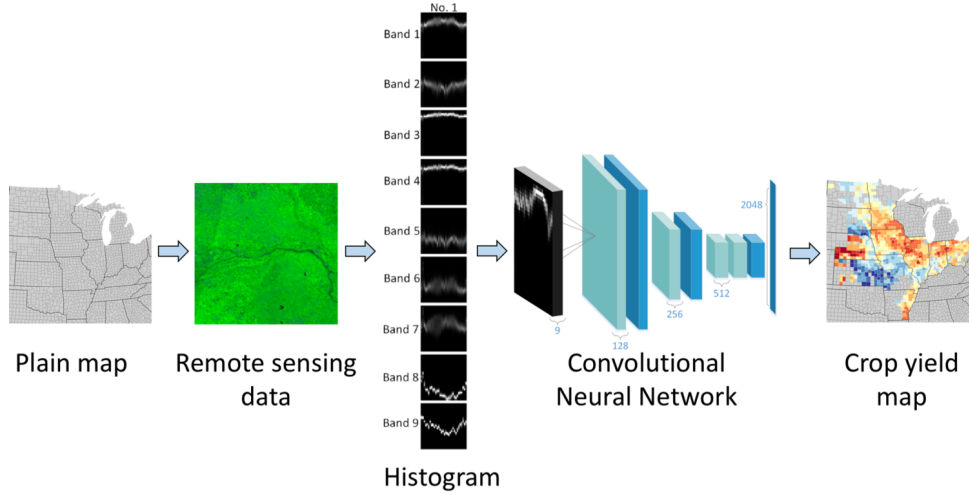 No. 1
Band 1
Band 2
Band 3
Band 4
Band 5
Band 6
Band 7
Band 8
Band 9
Histogram
Plain map
Remote sensing
data
9
128
256
512
2048
Convolutional
Neural Network
Crop yield
map